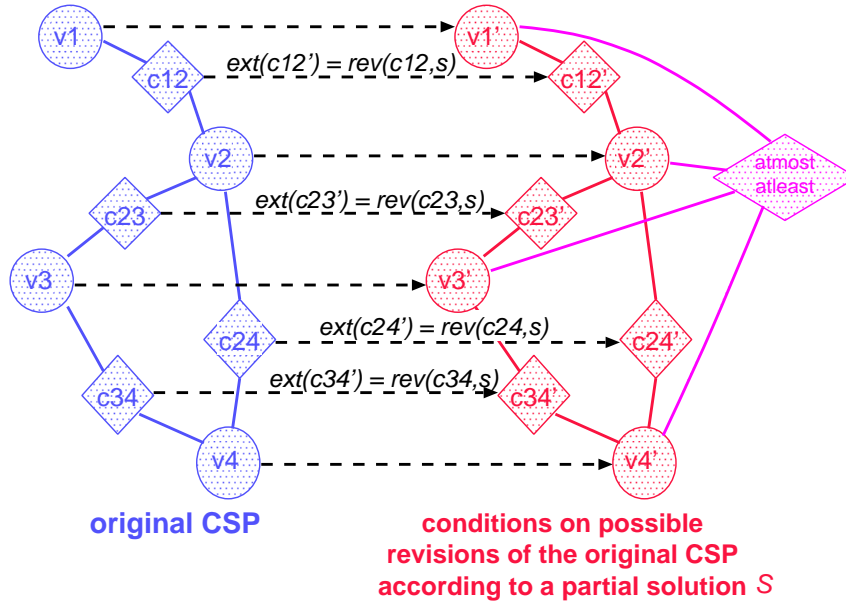 v1
v1'
c12
ext(c12') = rev(c12,s)
c12'
v2
v2'
atmost
atleast
c23
ext(c23') = rev(c23,s)
c23'
v3
v3'
c24
ext(c24') = rev(c24,s)
c24'
c34
ext(c34') = rev(c34,s)
c34'
v4
v4'
original CSP
conditions on possible
revisions of the original CSP
according to a partial solution S